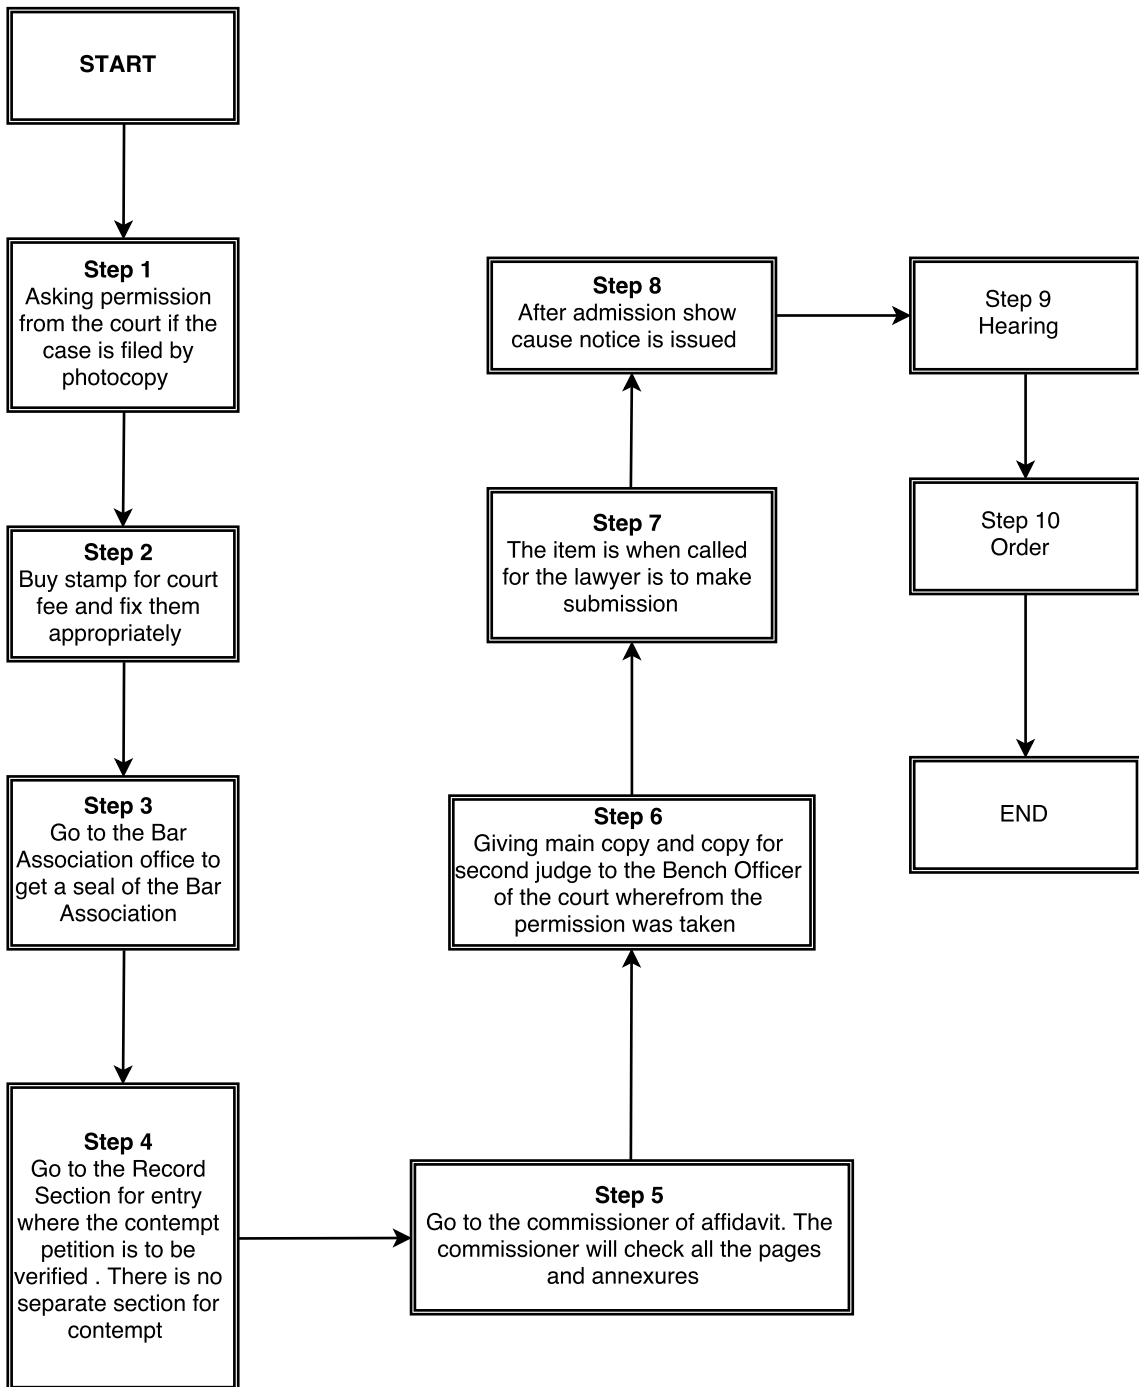 START
Step 1
Asking permission
from the court if the
case is filed by
photocopy
Step 2
Buy stamp for court
fee and fix them
appropriately
Step 3
Go to the Bar
Association office to
get a seal of the Bar
Association
Step 4
Go to the Record
Section for entry
where the contempt
petition is to be
verified . There is no
separate section for
contempt
Step 5
Go to the commissioner of affidavit. The
commissioner will check all the pages
and annexures
Step 6
Giving main copy and copy for
second judge to the Bench Officer
of the court wherefrom the
permission was taken
Step 7
The item is when called
for the lawyer is to make
submission
Step 8
After admission show
cause notice is issued
Step 9
Hearing
Step 10
Order
END